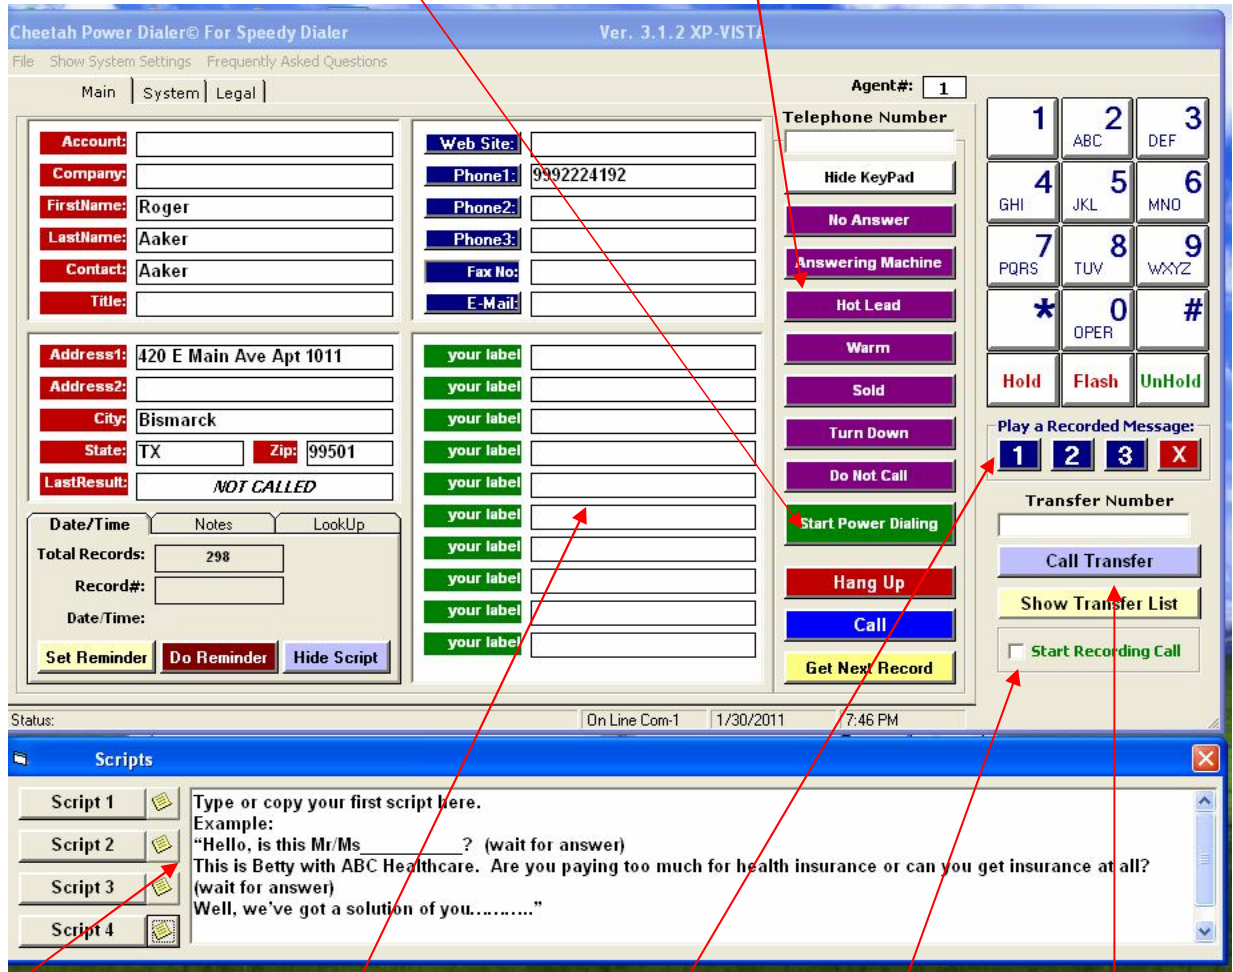 Cheetah Power Dialer© For Speedy Dialer Ver. 3.1.2 XP-VISTA
File Show System Settings Frequently Asked Questions
Main System Legal Agent#: 1
Account:
Company:
FirstName: Roger
LastName: Aaker
Contact: Aaker
Title:
Web Site:
Phone1: 9992224192
Phone2:
Phone3:
Fax No:
E-Mail:
Address1: 420 E Main Ave Apt 1011
Address2:
City: Bismarck
State: TX Zip: 99501
LastResult: NOT CALLED
your label
your label
your label
your label
your label
your label
your label
your label
your label
your label
Date/Time Notes LookUp
Total Records: 298
Record#:
Date/Time:
Set Reminder Do Reminder Hide Script
Telephone Number
Hide KeyPad
No Answer
Answering Machine
Hot Lead
Warm
Sold
Turn Down
Do Not Call
Start Power Dialing
Hang Up
Call
Get Next Record
1 2 ABC 3 DEF
4 GHI 5 JKL 6 MNO
7 PQRS 8 TUV 9 WXYZ
* 0 OPER #
Hold Flash UnHold
Play a Recorded Message:
1 2 3 X
Transfer Number
Call Transfer
Show Transfer List
Start Recording Call
Status: On Line Com-1 1/30/2011 7:46 PM
Scripts
Script 1
Script 2
Script 3
Script 4
Type or copy your first script here.
Example:
“Hello, is this Mr/Ms___________? (wait for answer)
This is Betty with ABC Healthcare. Are you paying too much for health insurance or can you get insurance at all?
(wait for answer)
Well, we've got a solution of you..........”